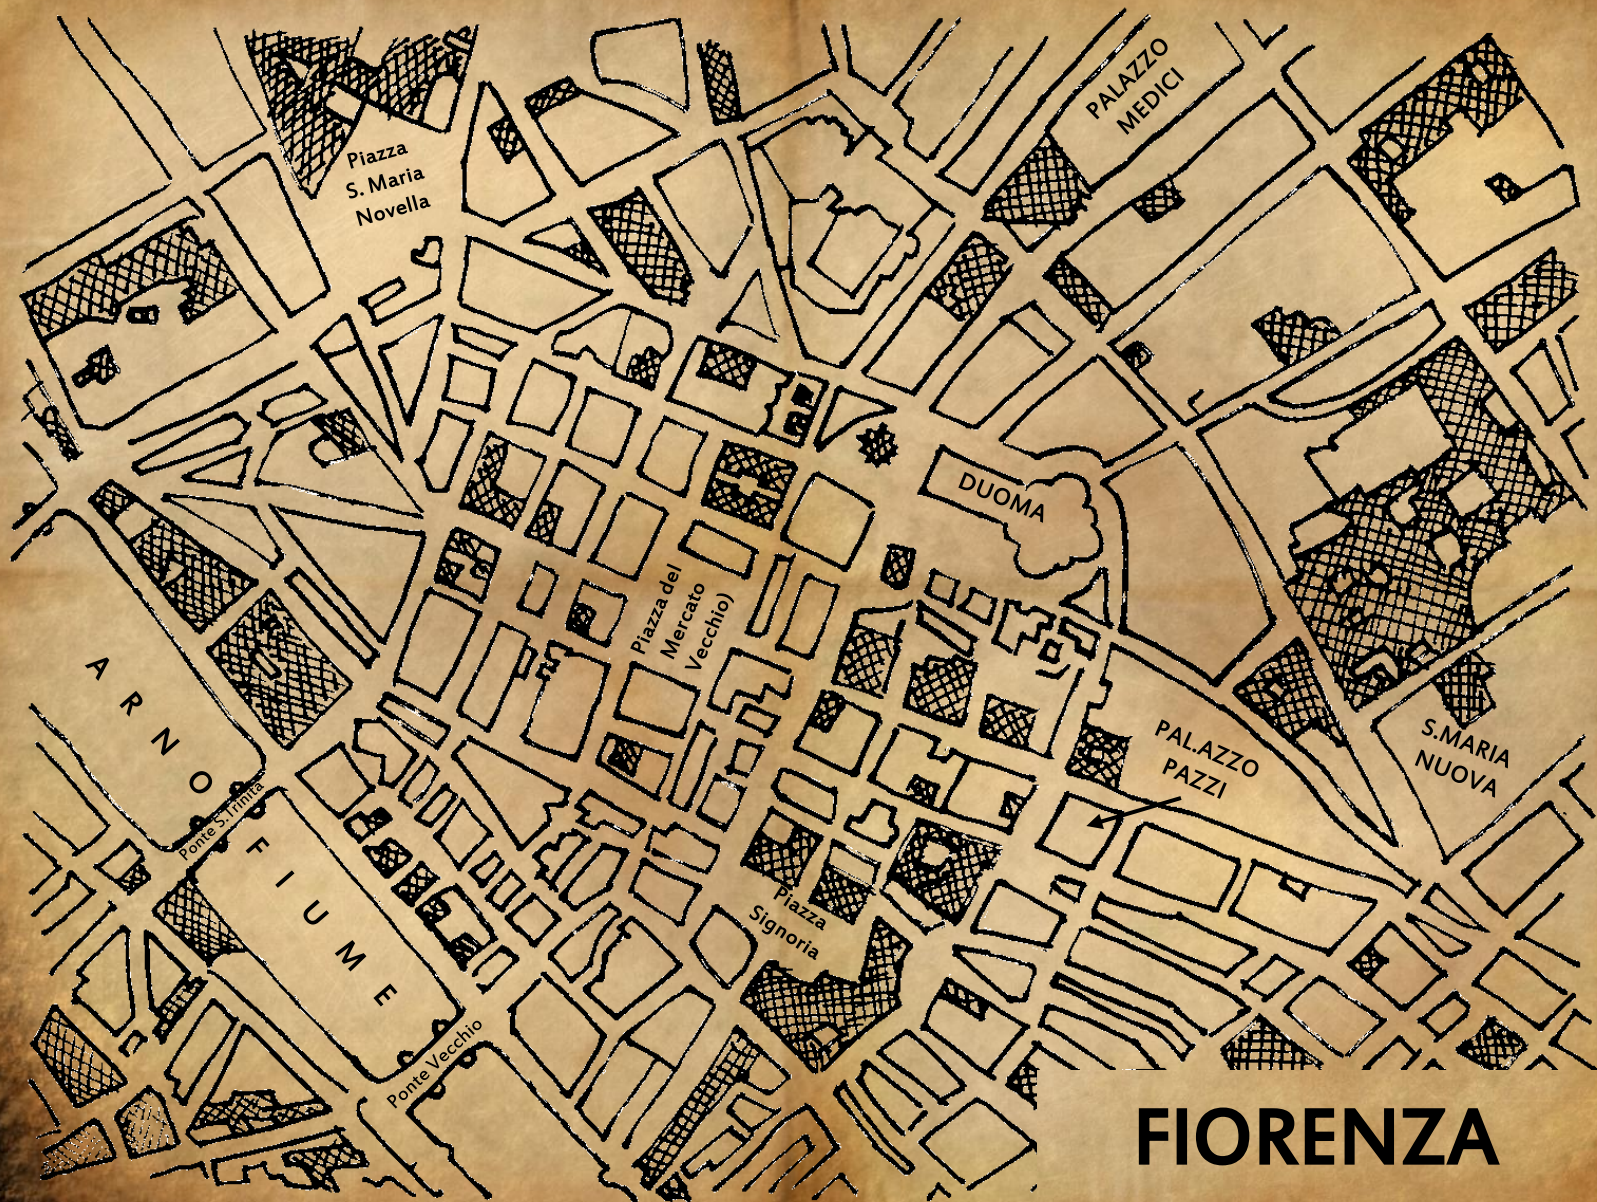 PALAZZO
MEDICI
Piazza
S. Maria
Novella
DUOMA
Piazza del
Mercato
Vecchio)
ARNO
PAL.AZZO
PAZZI
S.MARIA
NUOVA
Ponte S.Trinita
FIUME
Piazza
Signoria
Ponte Vecchio
FIORENZA